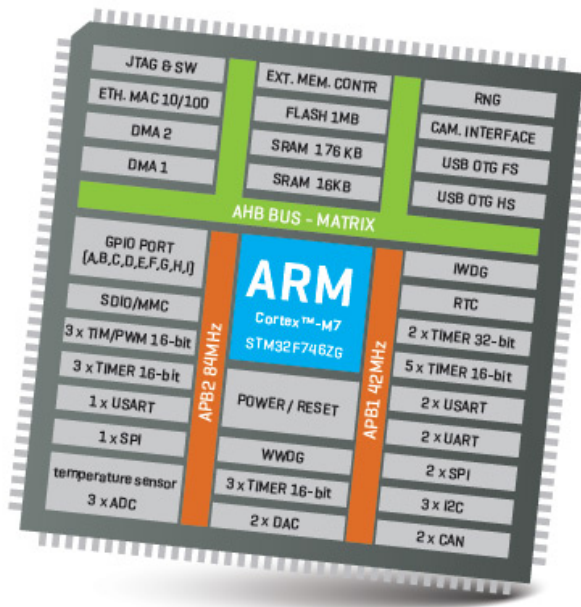 JTAG & SW
ETH. MAC 10/100
DMA 2
DMA 1
EXT. MEM. CONTR
FLASH 1MB
SRAM 176 KB
SRAM 16KB
RNG
CAM. INTERFACE
USB OTG FS
USB OTG HS
AHB BUS - MATRIX
GPIO PORT
(A,B,C,D,E,F,G,H,I)
SDIO/MMC
3 x TIM/PWM 16-bit
3 x TIMER 16-bit
1 x USART
1 x SPI
temperature sensor
3 x ADC
APB2 84MHz
ARM
Cortex™-M7
STM32F746ZG
POWER / RESET
WWDG
3 x TIMER 16-bit
2 x DAC
APB1 42MHz
IWDG
RTC
2 x TIMER 32-bit
5 x TIMER 16-bit
2 x USART
2 x UART
2 x SPI
3 x I2C
2 x CAN